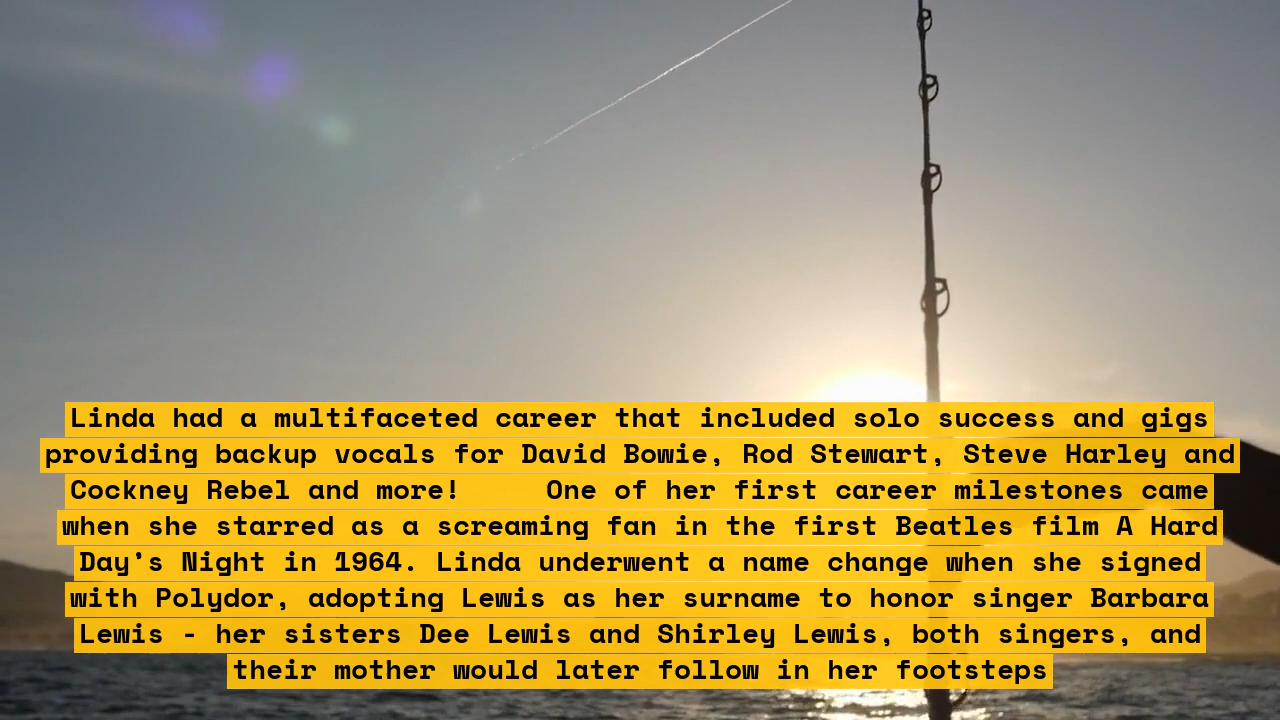 Linda had a multifaceted career that included solo success and gigs
providing backup vocals for David Bowie, Rod Stewart, Steve Harley and
Cockney Rebel and more!     One of her first career milestones came
when she starred as a screaming fan in the first Beatles film A Hard
Day's Night in 1964. Linda underwent a name change when she signed
with Polydor, adopting Lewis as her surname to honor singer Barbara
Lewis - her sisters Dee Lewis and Shirley Lewis, both singers, and
their mother would later follow in her footsteps